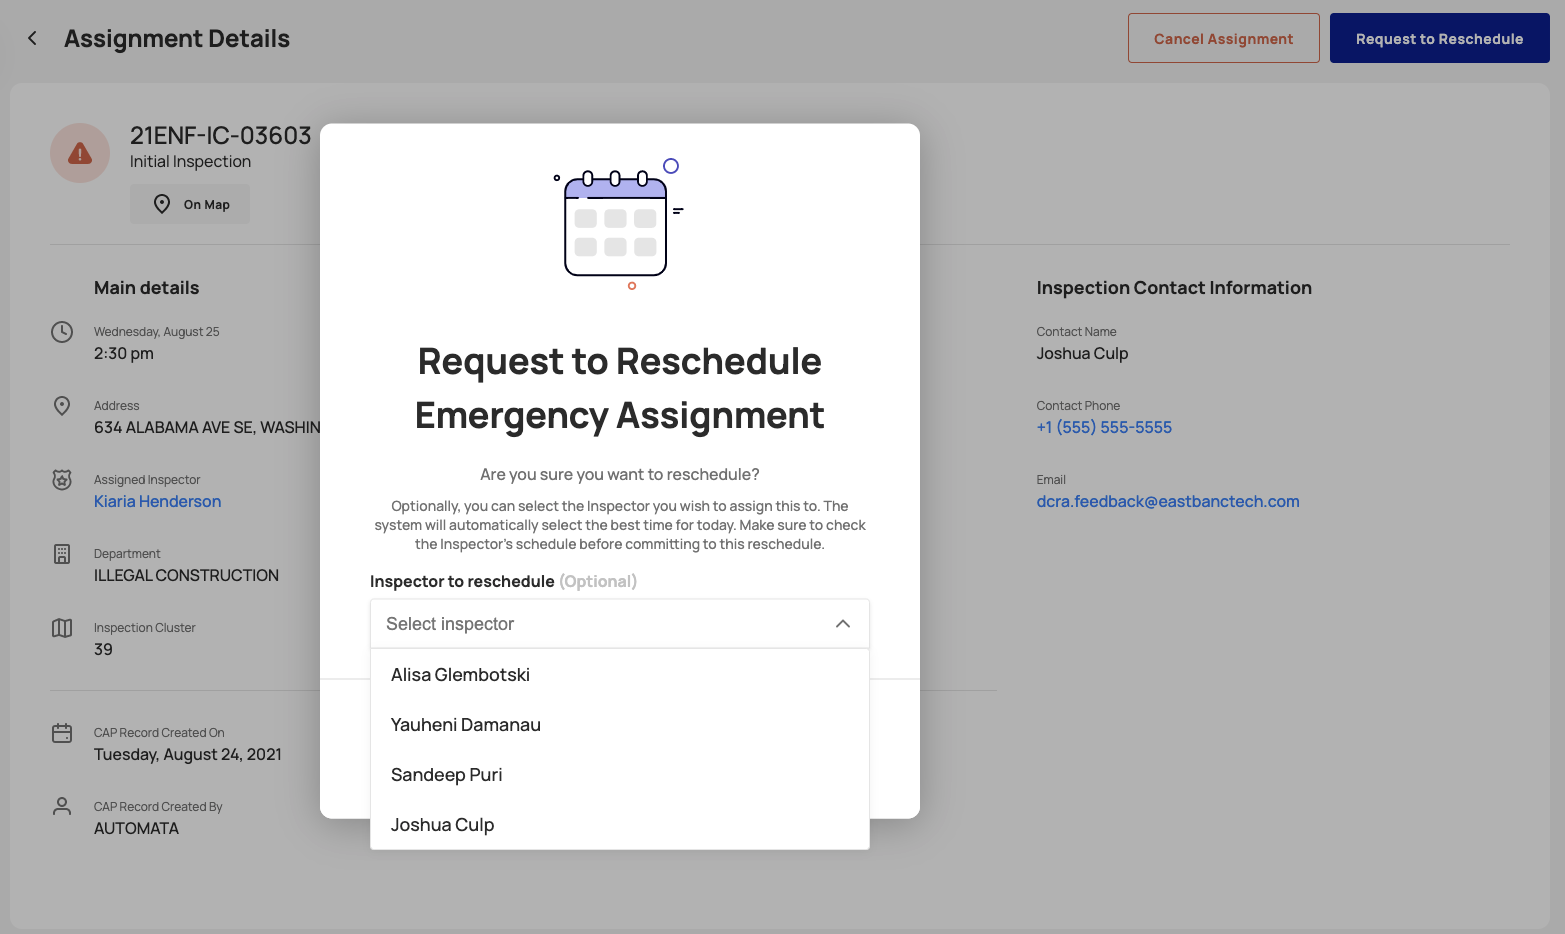 Assignment Details
Cancel Assignment
Request to Reschedule
21ENF-IC-03603
Initial Inspection
On Map
Main details
Wednesday, August 25
2:30 pm
Address
634 ALABAMA AVE SE, WASHIN
Assigned Inspector
Kiaria Henderson
Department
ILLEGAL CONSTRUCTION
Inspection Cluster
39
CAP Record Created On
Tuesday, August 24, 2021
CAP Record Created By
AUTOMATA
Request to Reschedule
Emergency Assignment
Are you sure you want to reschedule?
Optionally, you can select the Inspector you wish to assign this to. The
system will automatically select the best time for today. Make sure to check
the Inspector's schedule before committing to this reschedule.
Inspector to reschedule (Optional)
Select inspector
Alisa Glembotski
Yauheni Damanau
Sandeep Puri
Joshua Culp
Inspection Contact Information
Contact Name
Joshua Culp
Contact Phone
+1 (555) 555-5555
Email
dcra.feedback@eastbanctech.com